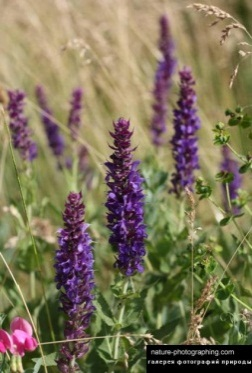 nature-photographing.com
галерея фотографий природы